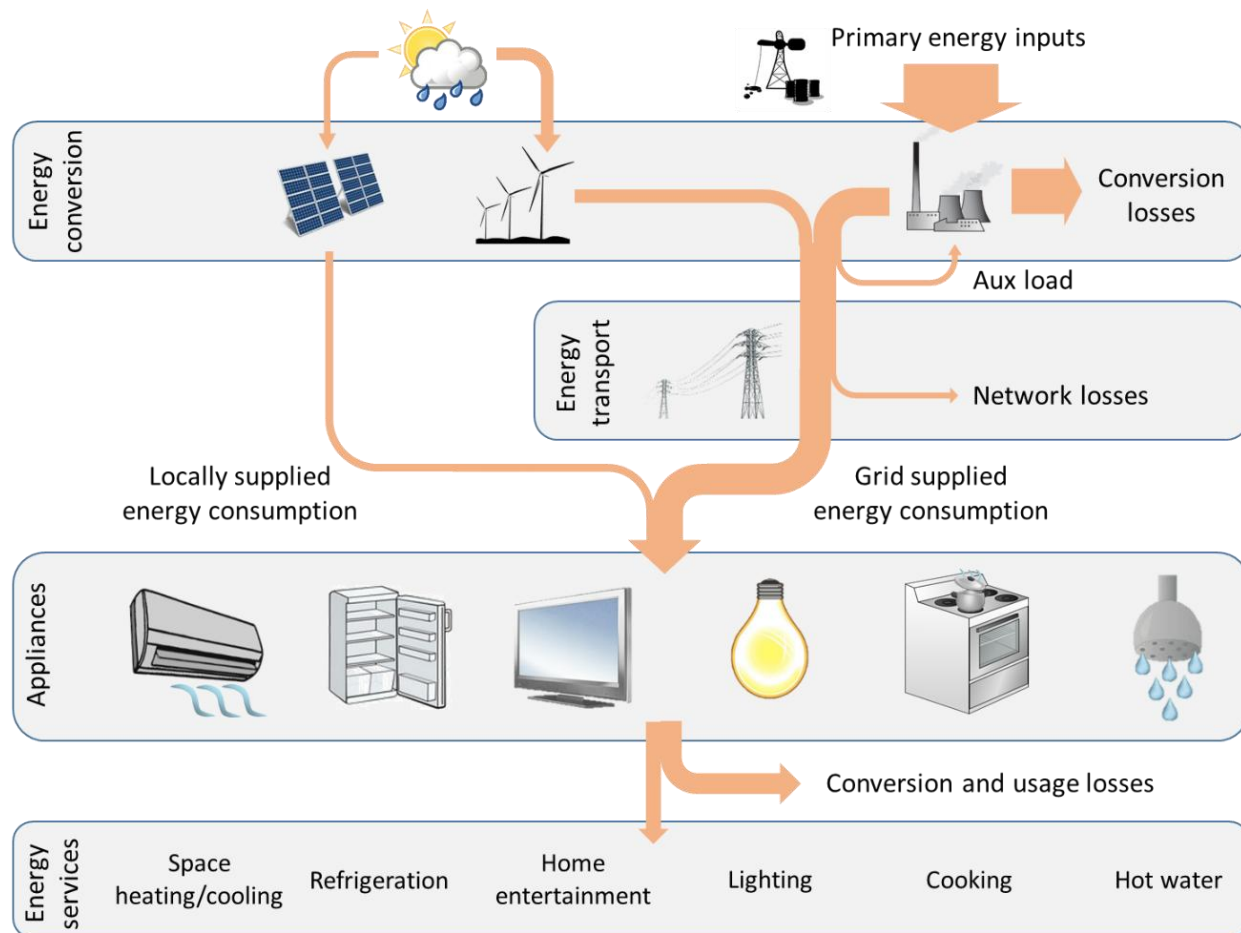 Primary energy inputs
Energy
conversion
Conversion
losses
Aux load
Energy
transport
Network losses
Locally supplied
energy consumption
Grid supplied
energy consumption
Appliances
Conversion and usage losses
Energy
services
Space
heating/cooling
Refrigeration
Home
entertainment
Lighting
Cooking
Hot water